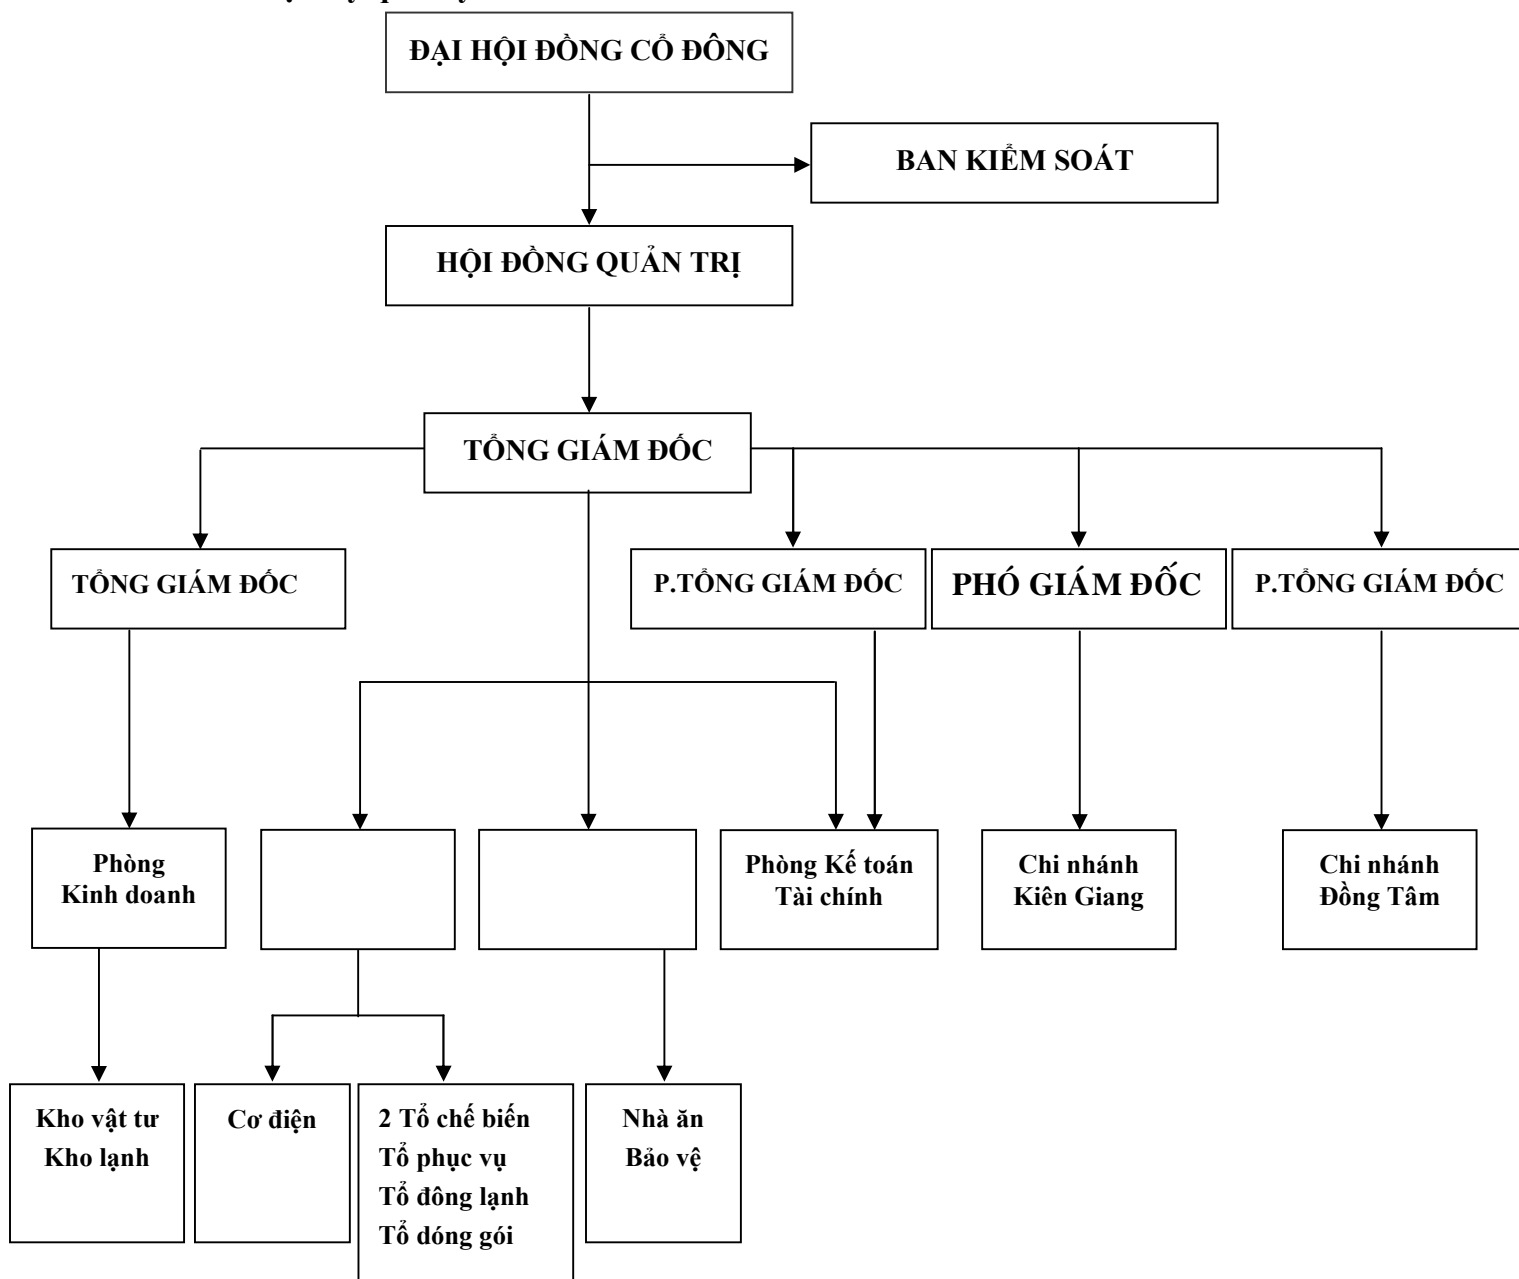 ĐẠI HỘI ĐỒNG CỔ ĐÔNG
BAN KIỂM SOÁT
HỘI ĐỒNG QUẢN TRỊ
TỔNG GIÁM ĐỐC
TỔNG GIÁM ĐỐC
P.TỔNG GIÁM ĐỐC
PHÓ GIÁM ĐỐC
P.TỔNG GIÁM ĐỐC
Phòng
Kinh doanh
Phòng Kế toán
Tài chính
Chi nhánh
Kiên Giang
Chi nhánh
Đồng Tâm
Kho vật tư
Kho lạnh
Cơ điện
2 Tổ chế biến
Tổ phục vụ
Tổ đông lạnh
Tổ dóng gói
Nhà ăn
Bảo vệ